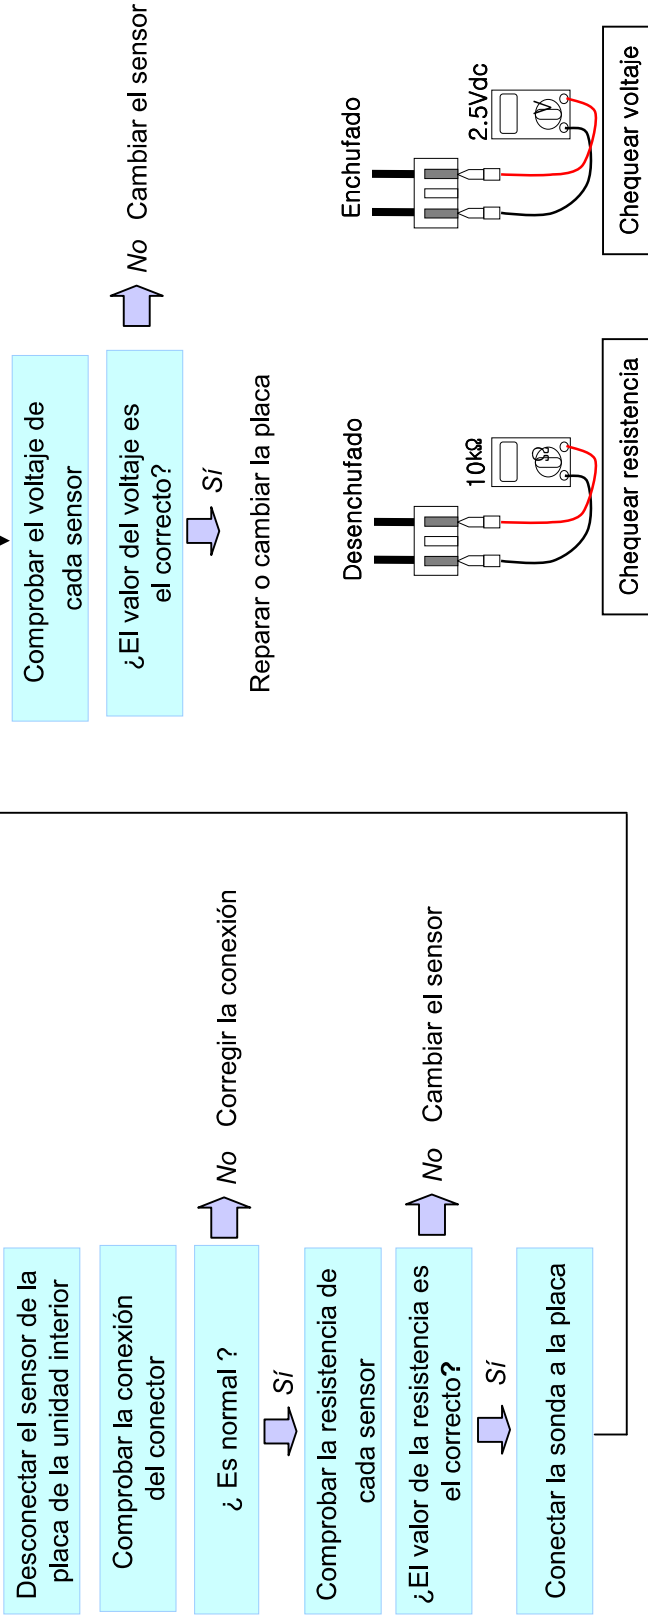 Desconectar el sensor de la
placa de la unidad interior
Comprobar la conexión
del conector
¿ Es normal ?
No Corregir la conexión
Sí
Comprobar la resistencia de
cada sensor
¿El valor de la resistencia es
el correcto?
No Cambiar el sensor
Sí
Conectar la sonda a la placa
Comprobar el voltaje de
cada sensor
¿El valor del voltaje es
el correcto?
No Cambiar el sensor
Sí
Reparar o cambiar la placa
Desenchufado
10kΩ
Ω
Chequear resistencia
Enchufado
2.5Vdc
V
Chequear voltaje